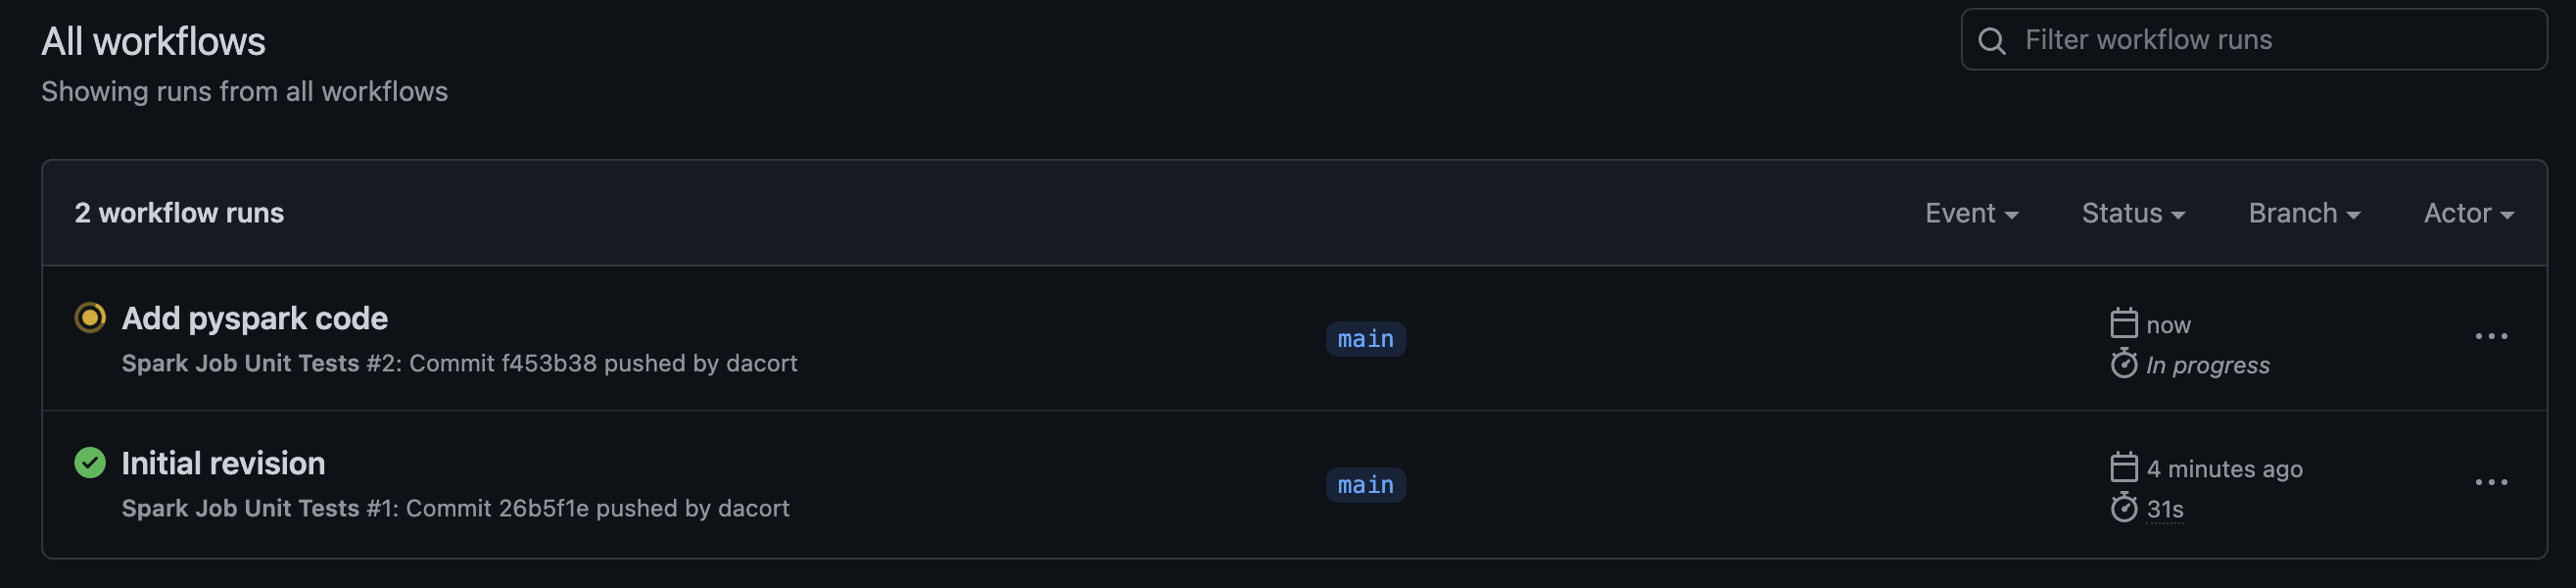 All workflows
Filter workflow runs
Showing runs from all workflows
2 workflow runs
Event
Status
Branch
Actor
Add pyspark code
Spark Job Unit Tests #2: Commit f453b38 pushed by dacort
main
now
In progress
Initial revision
Spark Job Unit Tests #1: Commit 26b5f1e pushed by dacort
main
4 minutes ago
31s